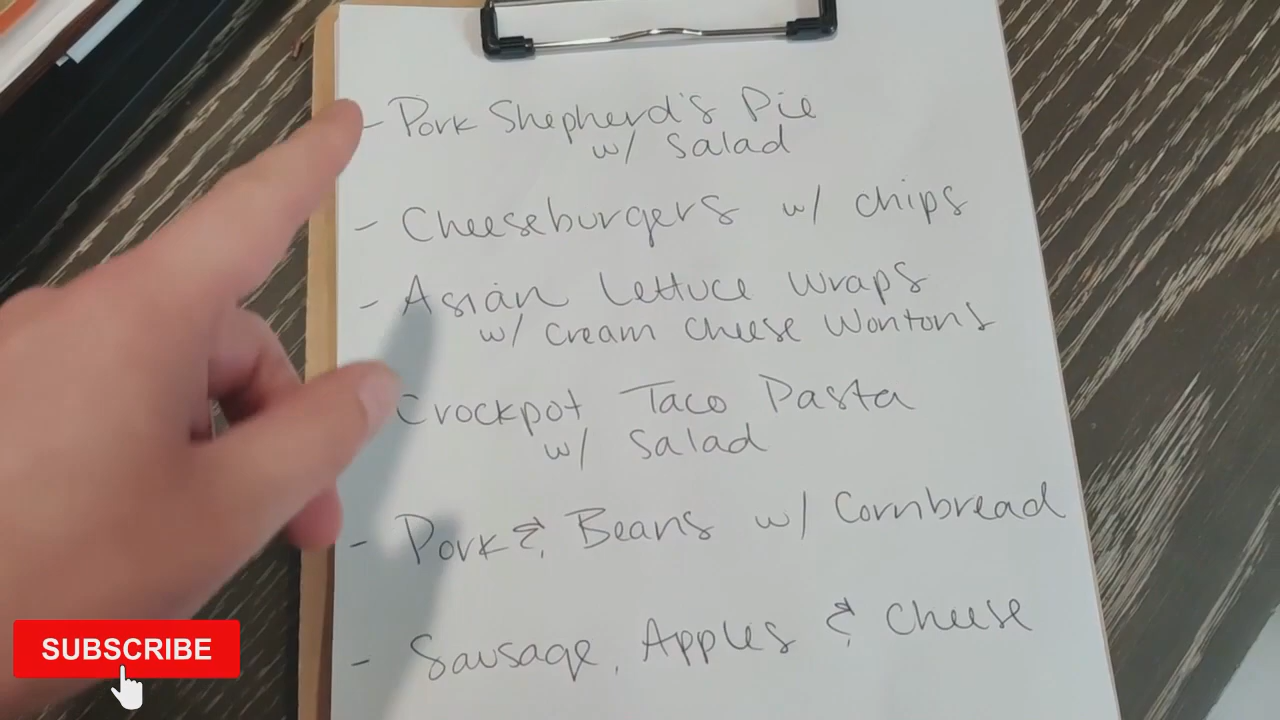 - Pork Shepherd's Pie
w/ Salad
- Cheeseburgers w/ chips
- Asian Lettuce Wraps
w/ Cream Cheese Wontons
Crockpot Taco Pasta
w/ Salad
- Pork & Beans w/ Cornbread
- Sausage, Apples & Cheese
SUBSCRIBE